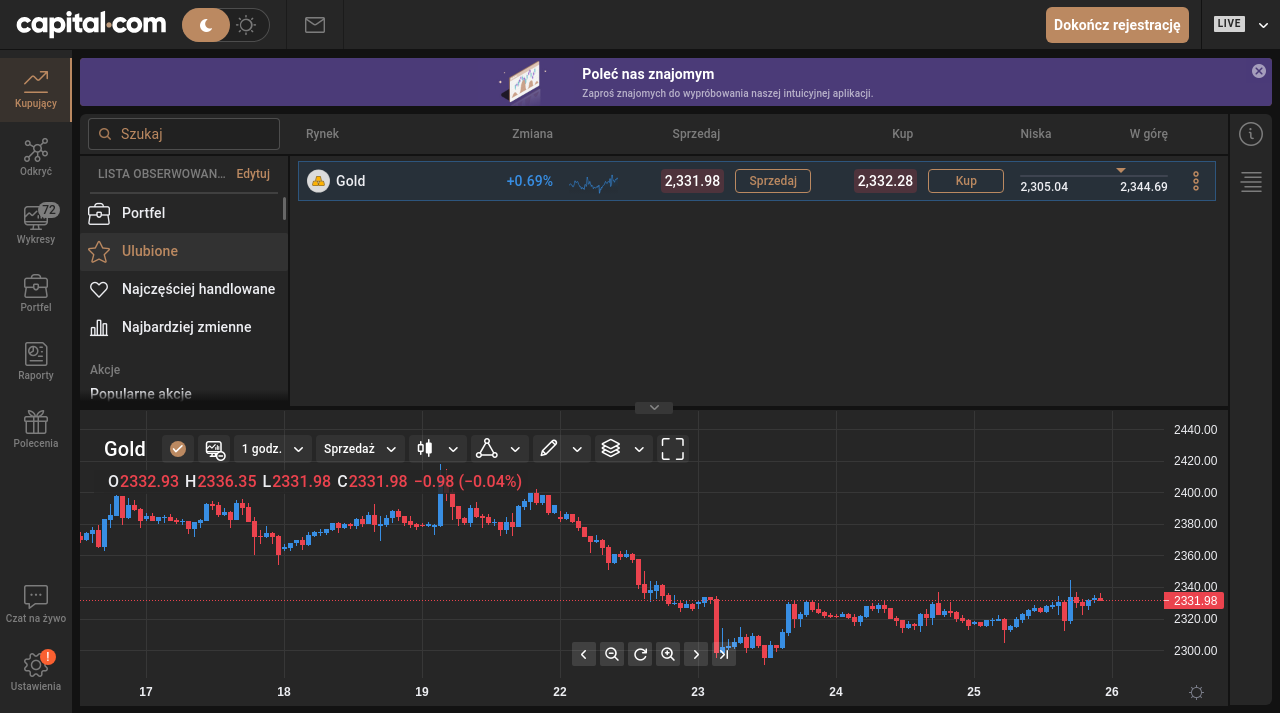 capital.com
Dokończ rejestrację
LIVE
Poleć nas znajomym
Zaproś znajomych do wypróbowania naszej intuicyjnej aplikacji.
Kupujący
Odkryć
72
Wykresy
Portfel
Raporty
Polecenia
Czat na żywo
!
Ustawienia
Szukaj
LISTA OBSERWOWAN... Edytuj
Portfel
Ulubione
Najczęściej handlowane
Najbardziej zmienne
Akcje
Popularne akcje
Rynek Zmiana Sprzedaj Kup Niska W górę
Gold +0.69% 2,331.98 Sprzedaj 2,332.28 Kup 2,305.04 2,344.69
Gold 1 godz. Sprzedaż
O2332.93 H2336.35 L2331.98 C2331.98 −0.98 (−0.04%)
2440.00
2420.00
2400.00
2380.00
2360.00
2340.00
2331.98
2320.00
2300.00
17 18 19 22 23 24 25 26